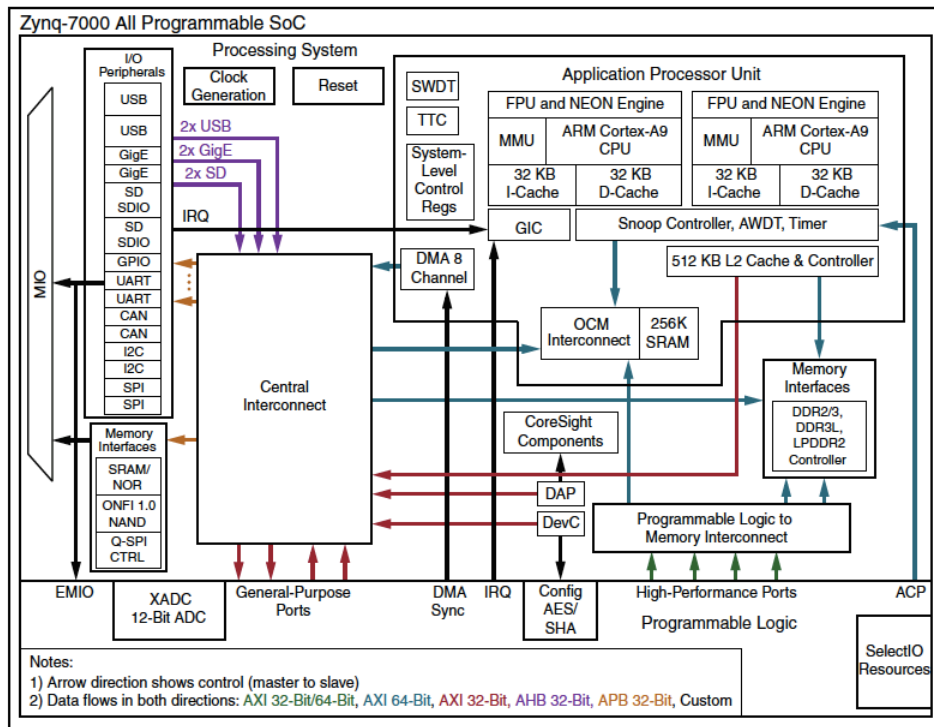 Zynq-7000 All Programmable SoC
Processing System
I/O
Peripherals
USB
USB
GigE
GigE
SD
SDIO
SD
SDIO
GPIO
UART
UART
CAN
CAN
I2C
I2C
SPI
SPI
MIO
Clock
Generation
Reset
2x USB
2x GigE
2x SD
IRQ
Application Processor Unit
SWDT
TTC
System-
Level
Control
Regs
FPU and NEON Engine
MMU
ARM Cortex-A9
CPU
32 KB
I-Cache
32 KB
D-Cache
FPU and NEON Engine
MMU
ARM Cortex-A9
CPU
32 KB
I-Cache
32 KB
D-Cache
GIC
Snoop Controller, AWDT, Timer
DMA 8
Channel
512 KB L2 Cache & Controller
OCM
Interconnect
256K
SRAM
Central
Interconnect
Memory
Interfaces
DDR2/3,
DDR3L,
LPDDR2
Controller
CoreSight
Components
Memory
Interfaces
SRAM/
NOR
ONFI 1.0
NAND
Q-SPI
CTRL
DAP
DevC
Programmable Logic to
Memory Interconnect
EMIO
XADC
12-Bit ADC
General-Purpose
Ports
DMA
Sync
IRQ
Config
AES/
SHA
High-Performance Ports
ACP
Programmable Logic
SelectIO
Resources
Notes:
1) Arrow direction shows control (master to slave)
2) Data flows in both directions: AXI 32-Bit/64-Bit, AXI 64-Bit, AXI 32-Bit, AHB 32-Bit, APB 32-Bit, Custom